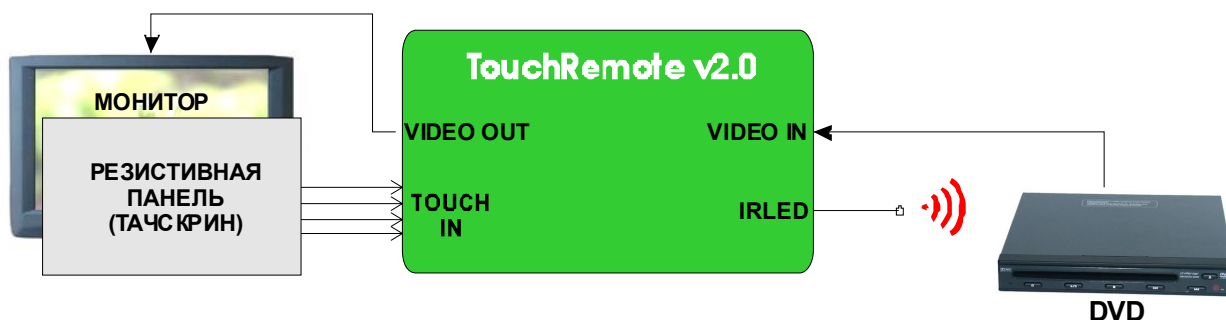 TouchRemote v2.0
МОНИТОР
VIDEO OUT
VIDEO IN
РЕЗИСТИВНАЯ
ПАНЕЛЬ
(ТАЧСКРИН)
TOUCH
IN
IRLED
DVD